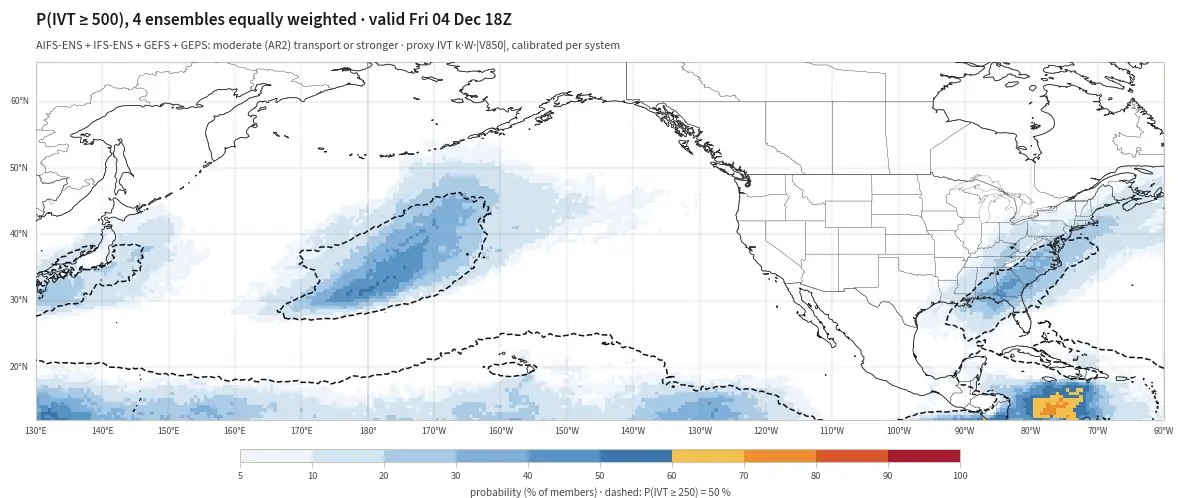 P(IVT ≥ 500), 4 ensembles equally weighted · valid Fri 04 Dec 18Z
AIFS-ENS + IFS-ENS + GEFS + GEPS: moderate (AR2) transport or stronger · proxy IVT k·W·|V850|, calibrated per system
60°N
50°N
40°N
30°N
20°N
130°E 140°E 150°E 160°E 170°E 180° 170°W 160°W 150°W 140°W 130°W 120°W 110°W 100°W 90°W 80°W 70°W 60°W
5 10 20 30 40 50 60 70 80 90 100
probability (% of members) · dashed: P(IVT ≥ 250) = 50 %